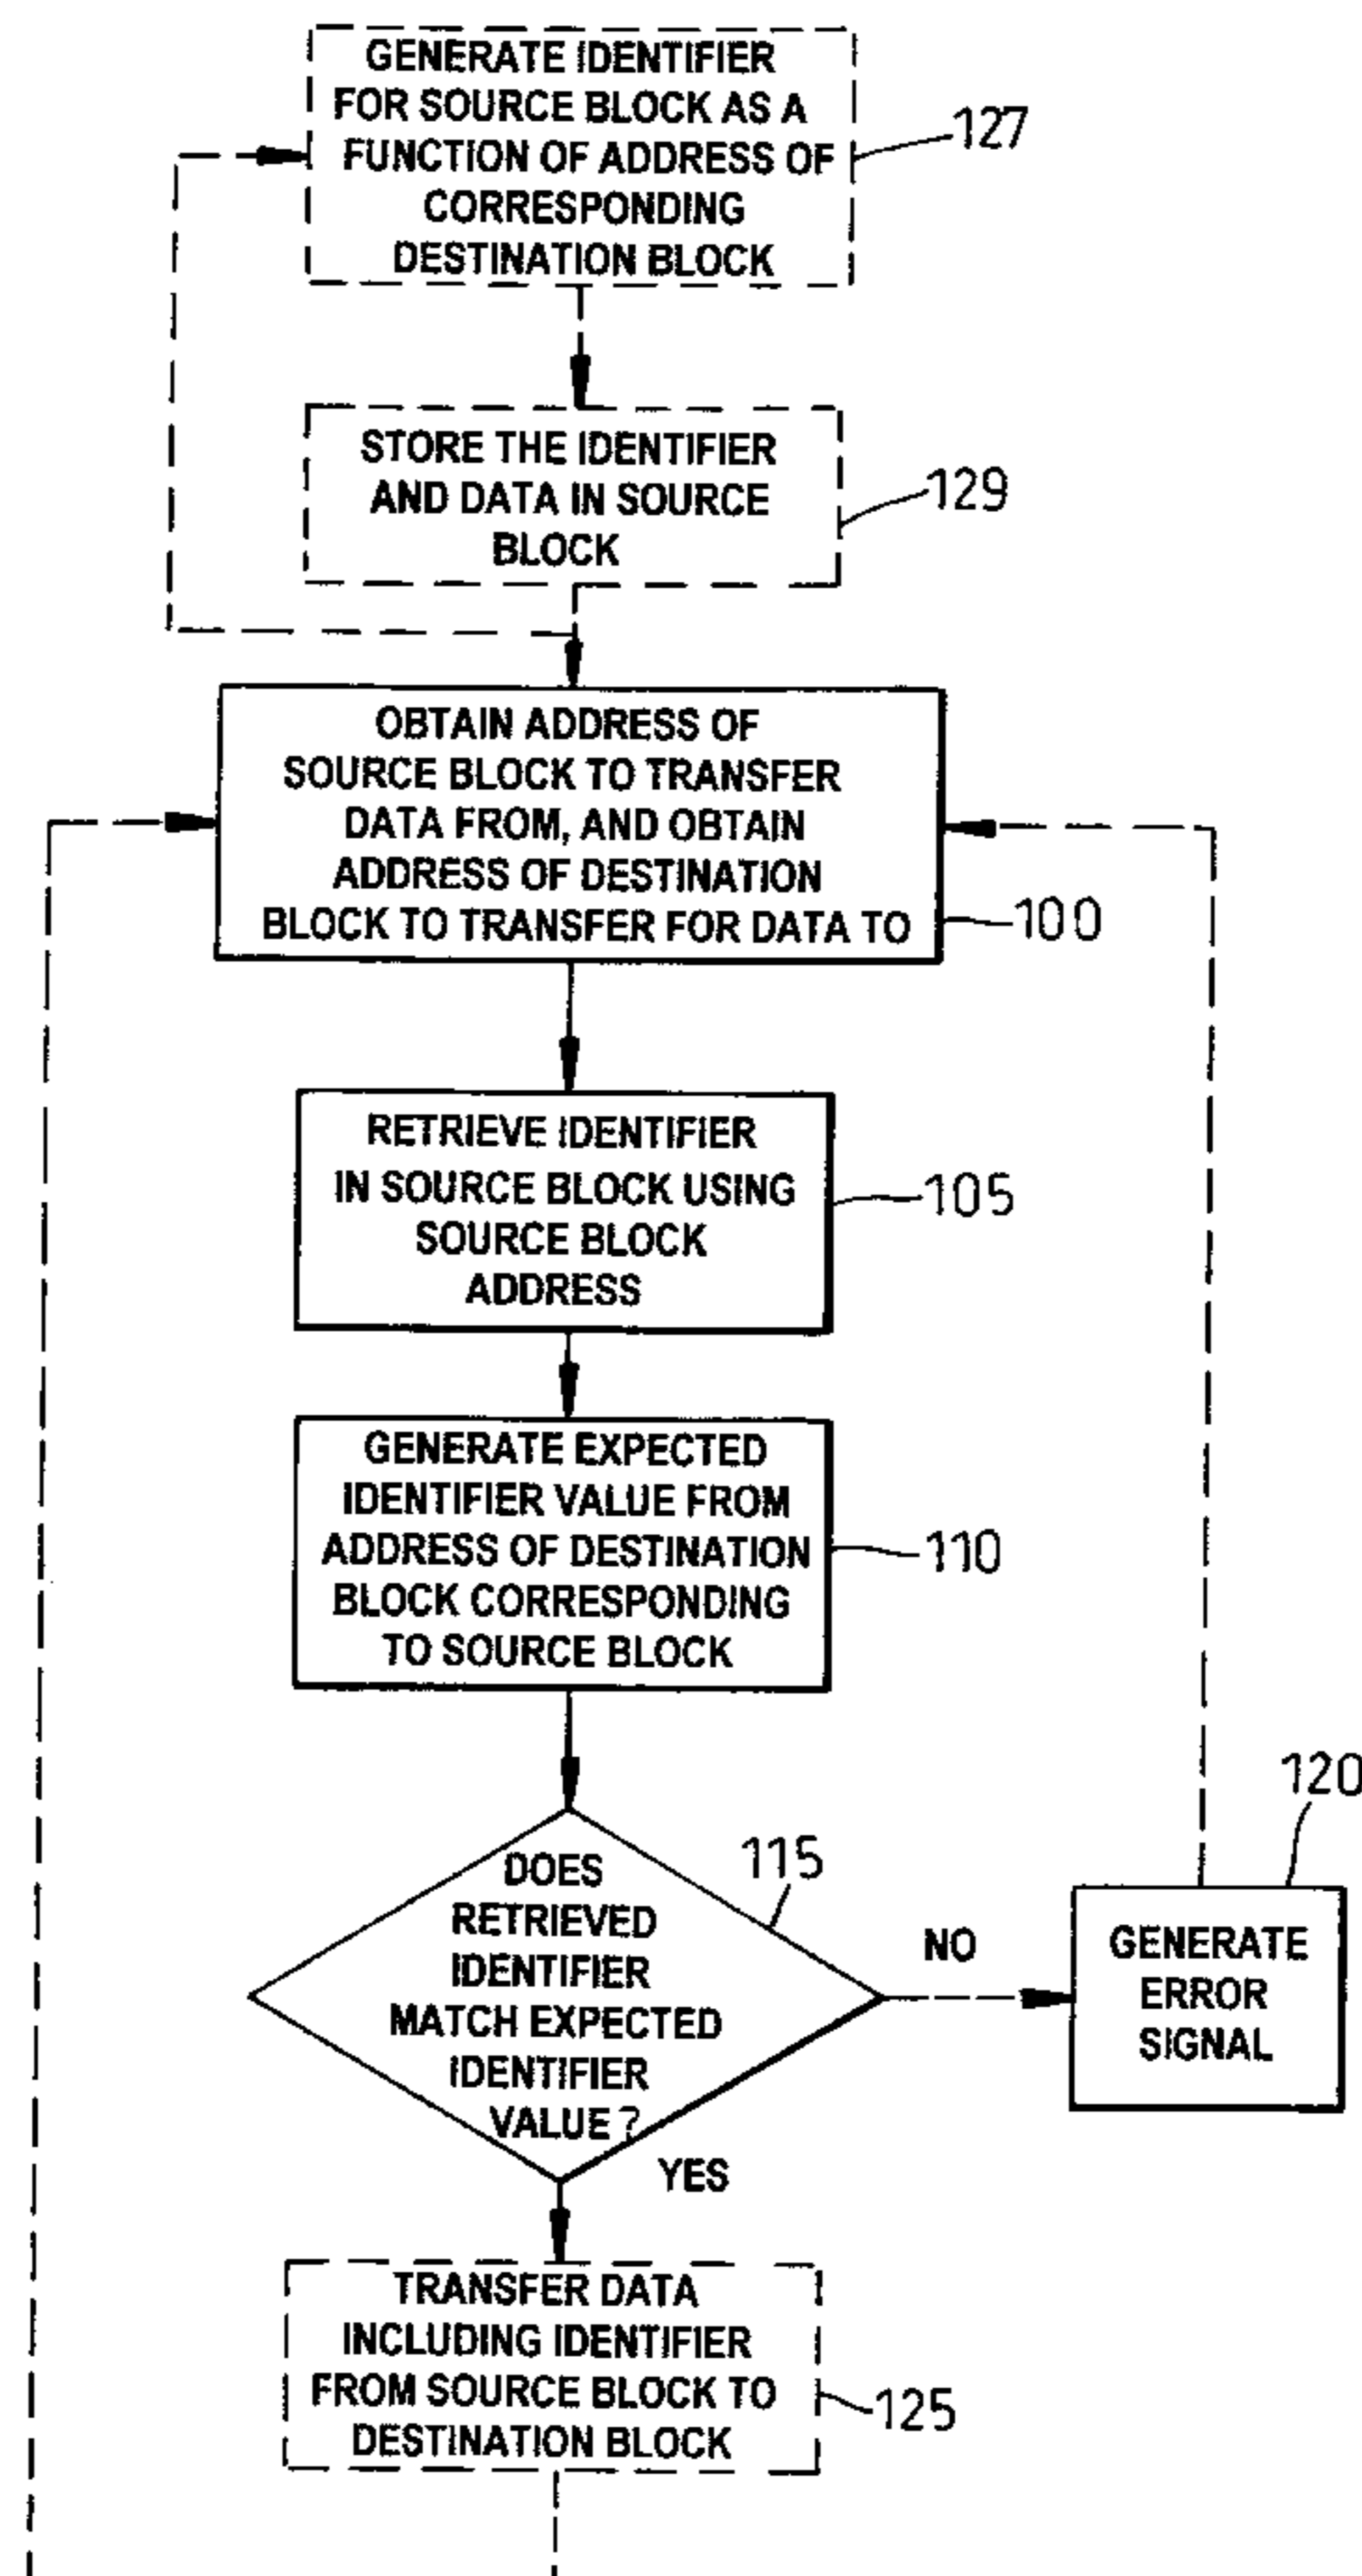 GENERATE IDENTIFIER
FOR SOURCE BLOCK AS A
FUNCTION OF ADDRESS OF
CORRESPONDING
DESTINATION BLOCK
127
STORE THE IDENTIFIER
AND DATA IN SOURCE
BLOCK
129
OBTAIN ADDRESS OF
SOURCE BLOCK TO TRANSFER
DATA FROM, AND OBTAIN
ADDRESS OF DESTINATION
BLOCK TO TRANSFER FOR DATA TO
100
RETRIEVE IDENTIFIER
IN SOURCE BLOCK USING
SOURCE BLOCK
ADDRESS
105
GENERATE EXPECTED
IDENTIFIER VALUE FROM
ADDRESS OF DESTINATION
BLOCK CORRESPONDING
TO SOURCE BLOCK
110
DOES
RETRIEVED
IDENTIFIER
MATCH EXPECTED
IDENTIFIER
VALUE?
115
NO
GENERATE
ERROR
SIGNAL
120
YES
TRANSFER DATA
INCLUDING IDENTIFIER
FROM SOURCE BLOCK TO
DESTINATION BLOCK
125